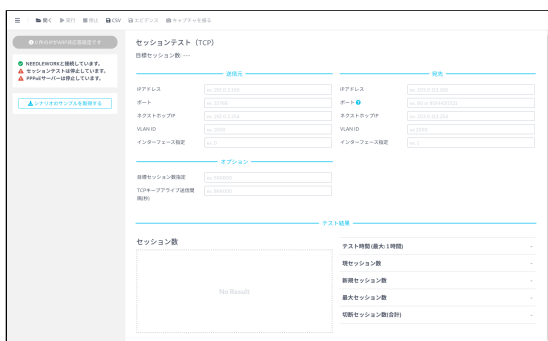 開く 実行 停止 CSV エビデンス 画キャプチャを撮る
NEEDLEWORKと接続しています。
セッションテストは停止しています。
PPPoEサーバーは停止しています。
シナリオのサンプルを取得する
セッションテスト (TCP)
目標セッション数: ---
送信元
IPアドレス
ポート
ネクストホップIP
VLAN ID
インターフェース指定
宛先
IPアドレス
ポート
ネクストホップIP
VLAN ID
インターフェース指定
オプション
目標セッション数指定
TCPキープアライブ送信間
隔(秒)
テスト結果
セッション数
No Result
テスト時間(最大: 1時間) -
現セッション数 -
新規セッション数 -
最大セッション数 -
切断セッション数(合計) -